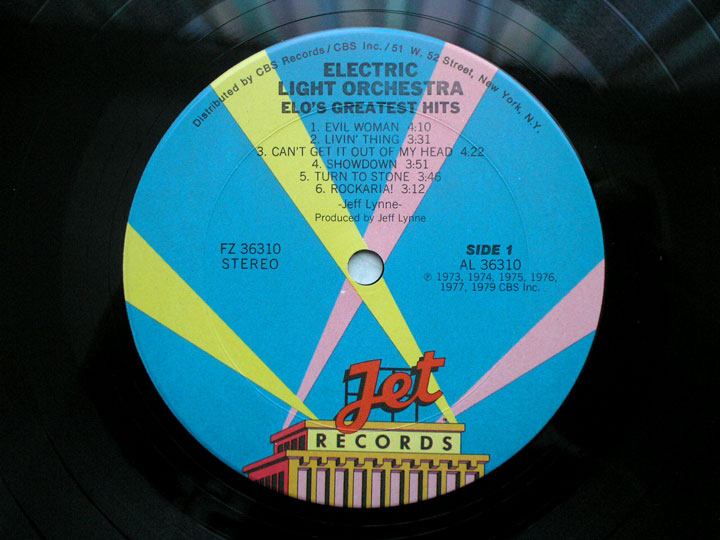 Distributed by CBS Records/CBS Inc./51 W. 52 Street, New York, N.Y.
ELECTRIC
LIGHT ORCHESTRA
ELO'S GREATEST HITS
1. EVIL WOMAN 4:10
2. LIVIN' THING 3:31
3. CAN'T GET IT OUT OF MY HEAD 4:22
4. SHOWDOWN 3:51
5. TURN TO STONE 3:46
6. ROCKARIA! 3:12
-Jeff Lynne-
Produced by Jeff Lynne
FZ 36310
STEREO
SIDE 1
AL 36310
℗ 1973, 1974, 1975, 1976,
1977, 1979 CBS Inc.
Jet
RECORDS